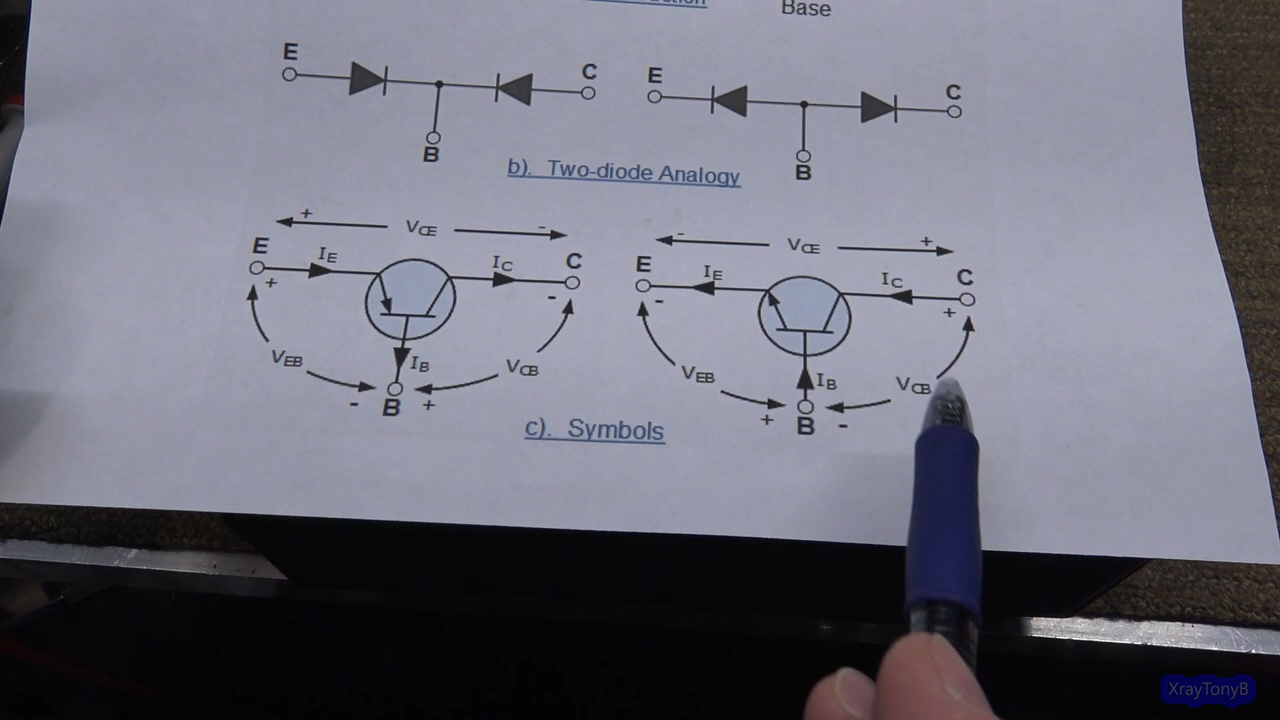 Base
E
C
E
C
B
B
b). Two-diode Analogy
+ VCE -
- VCE +
E
IE
IC
C
E
IE
IC
C
+
-
-
+
VEB
IB
VCB
VEB
IB
VCB
- B +
+ B -
c). Symbols
XrayTonyB